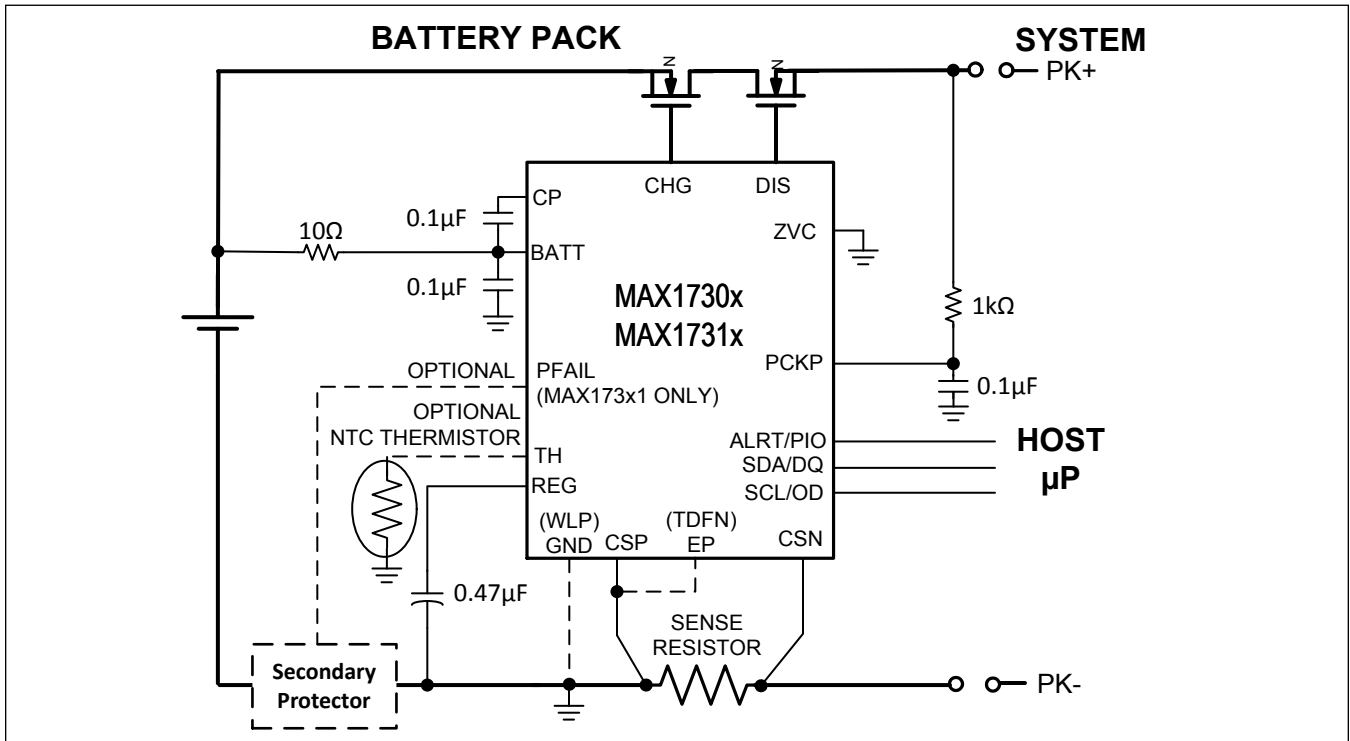 BATTERY PACK
SYSTEM
N
N
PK+
CHG
DIS
CP
0.1µF
ZVC
10Ω
BATT
0.1µF
MAX1730x
MAX1731x
1kΩ
PCKP
OPTIONAL
PFAIL
(MAX173x1 ONLY)
0.1µF
OPTIONAL
NTC THERMISTOR
TH
ALRT/PIO
HOST
µP
SDA/DQ
SCL/OD
REG
(WLP)
GND
CSP
(TDFN)
EP
CSN
0.47µF
SENSE
RESISTOR
Secondary
Protector
PK-